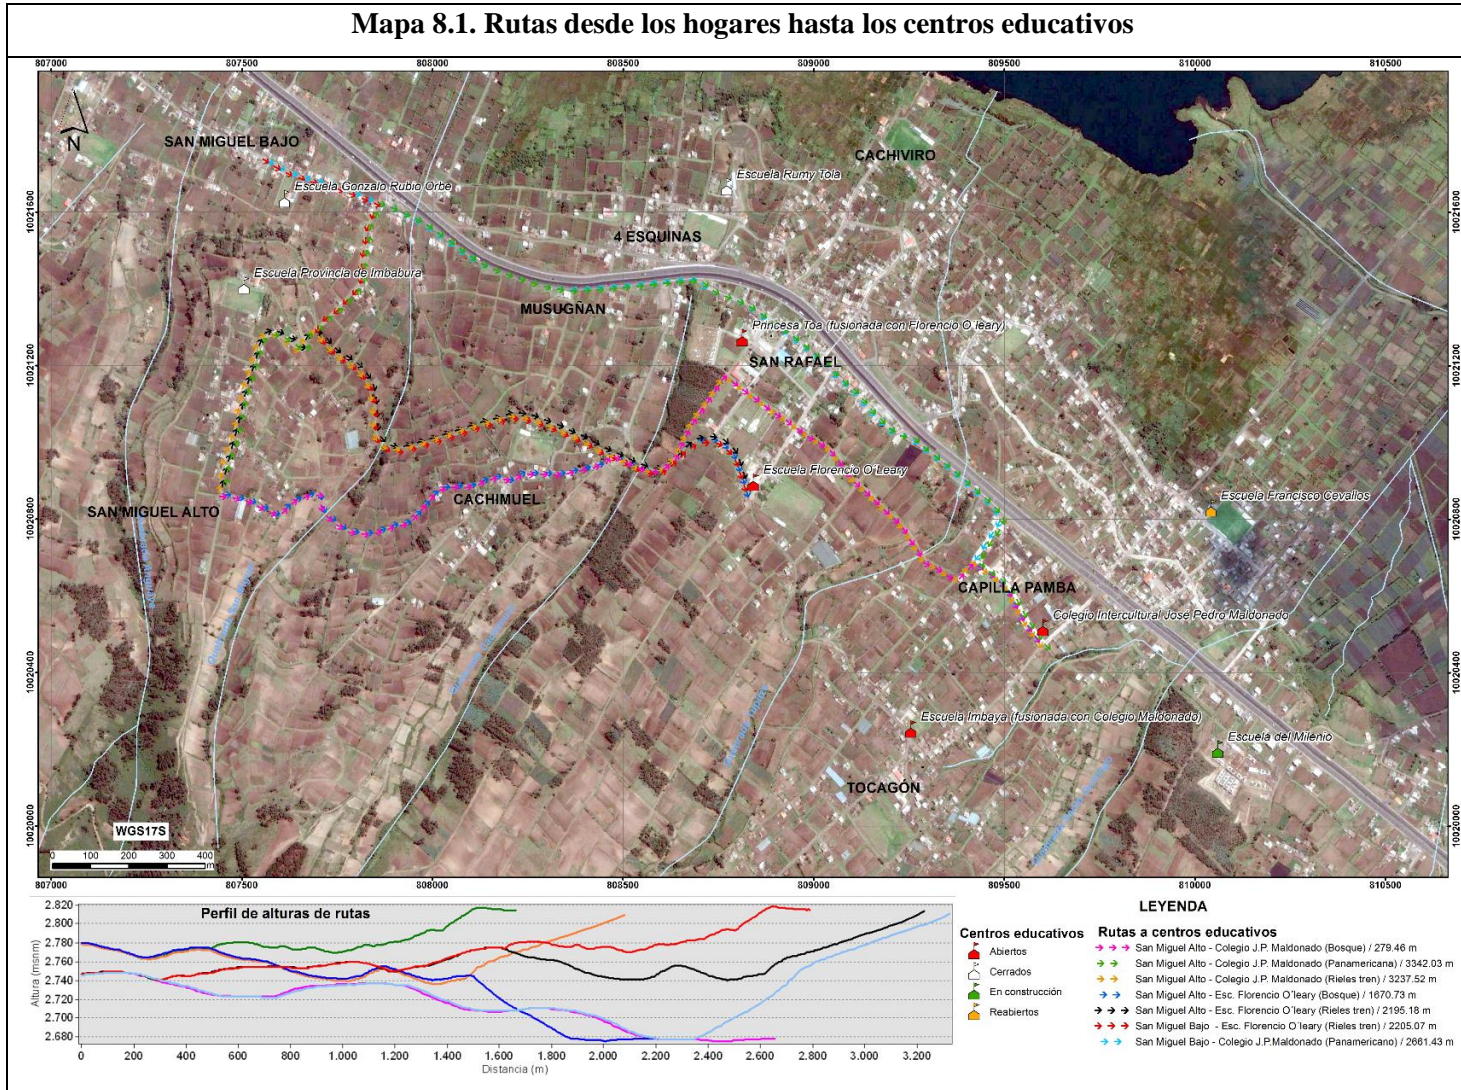 Mapa 8.1. Rutas desde los hogares hasta los centros educativos
807000 807500 808000 808500 809000 809500 810000 810500
N
SAN MIGUEL BAJO
CACHIVIRO
Escuela Rumy Tola
Escuela Gonzalo Rubio Orbe
10021600 10021600
4 ESQUINAS
Escuela Provincia de Imbabura
MUSUGÑAN
Princesa Toa (fusionada con Florencio O´leary)
SAN RAFAEL
10021200 10021200
Escuela Florencio O´Leary
CACHIMUEL
Escuela Francisco Cevallos
SAN MIGUEL ALTO
10020800 10020800
CAPILLA PAMBA
Colegio Intercultural José Pedro Maldonado
10020400 10020400
Escuela Imbaya (fusionada con Colegio Maldonado)
Escuela del Milenio
TOCAGÓN
WGS17S
10020000 10020000
0 100 200 300 400
m
807000 807500 808000 808500 809000 809500 810000 810500
Perfil de alturas de rutas
Altura (msnm)
2.820
2.800
2.780
2.760
2.740
2.720
2.700
2.680
0 200 400 600 800 1.000 1.200 1.400 1.600 1.800 2.000 2.200 2.400 2.600 2.800 3.000 3.200
Distancia (m)
LEYENDA
Centros educativos
Abiertos
Cerrados
En construcción
Reabiertos
Rutas a centros educativos
San Miguel Alto - Colegio J.P. Maldonado (Bosque) / 279.46 m
San Miguel Alto - Colegio J.P. Maldonado (Panamericana) / 3342.03 m
San Miguel Alto - Colegio J.P. Maldonado (Rieles tren) / 3237.52 m
San Miguel Alto - Esc. Florencio O´leary (Bosque) / 1670.73 m
San Miguel Alto - Esc. Florencio O´leary (Rieles tren) / 2195.18 m
San Miguel Bajo - Esc. Florencio O´leary (Rieles tren) / 2205.07 m
San Miguel Bajo - Colegio J.P.Maldonado (Panamericano) / 2661.43 m